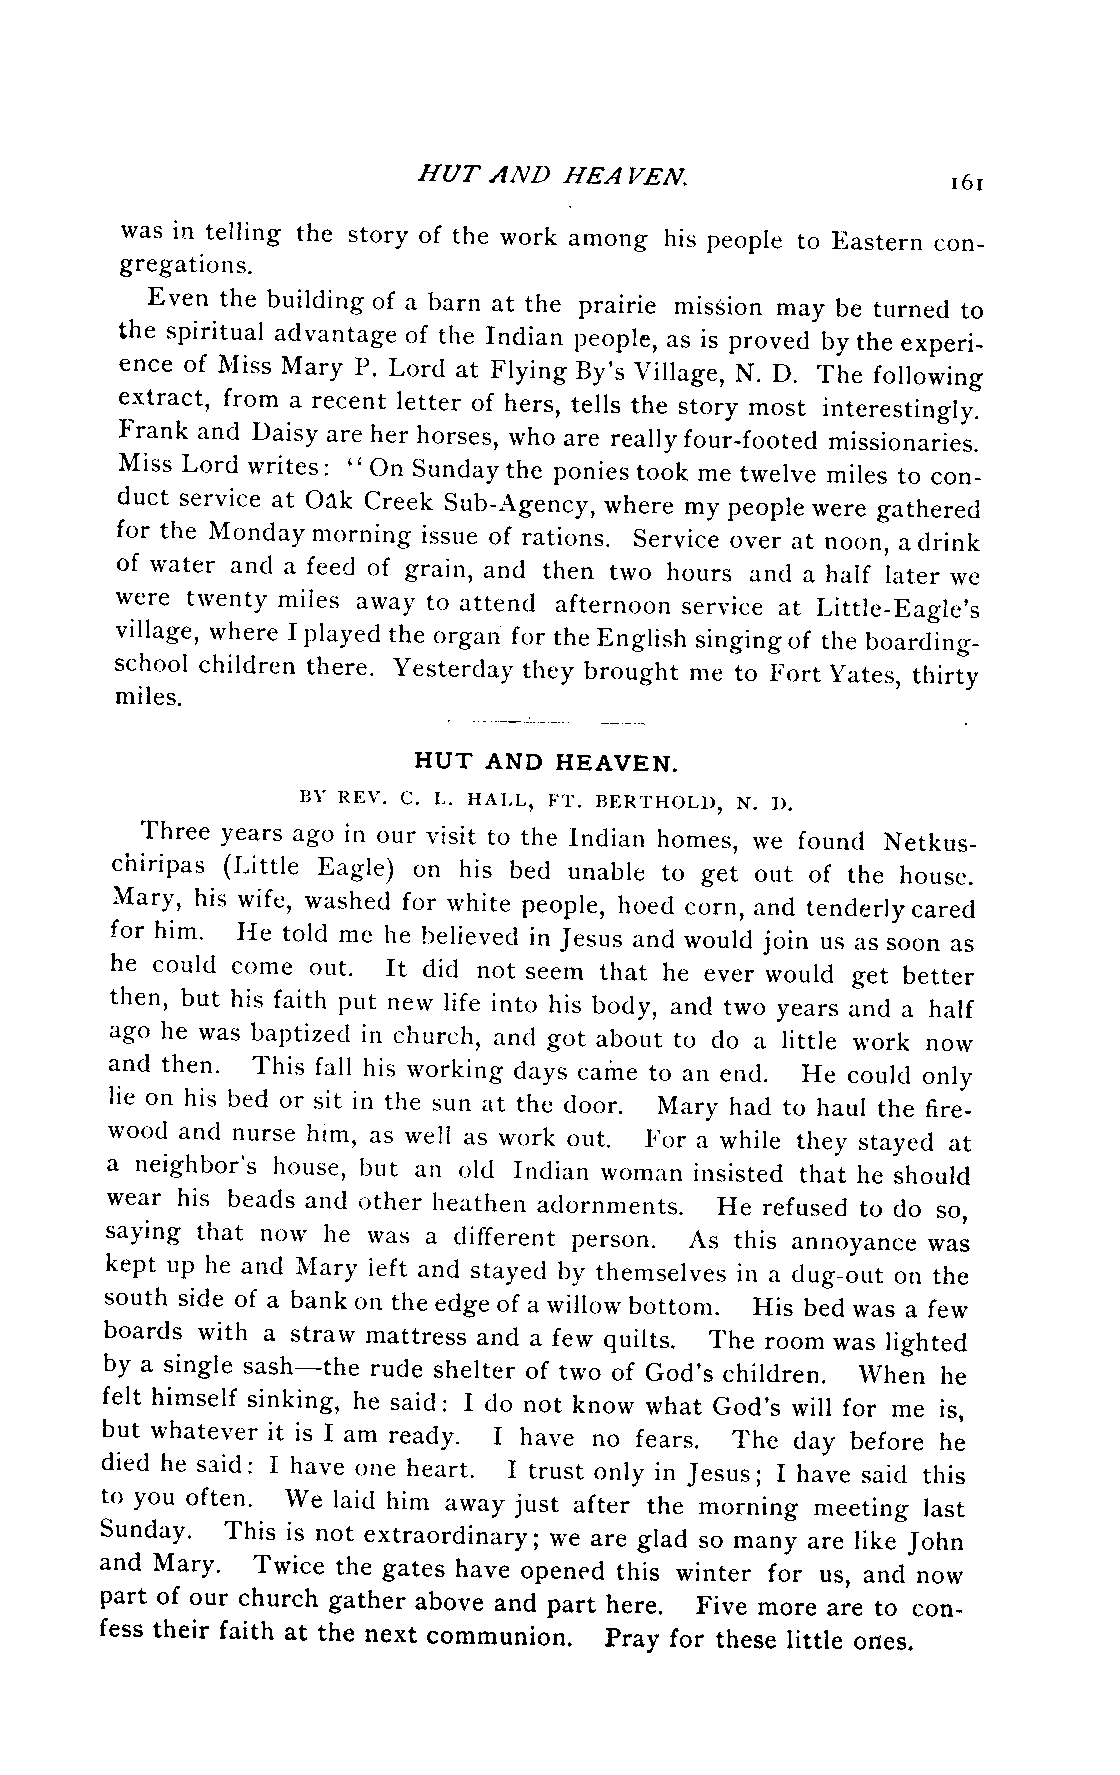 HUT AND HEAVEN. 161
was in telling the story of the work among his people to Eastern con-
gregations.
Even the building of a barn at the prairie mission may be turned to
the spiritual advantage of the Indian people, as is proved by the experi-
ence of Miss Mary P. Lord at Flying By's Village, N. D. The following
extract, from a recent letter of hers, tells the story most interestingly.
Frank and Daisy are her horses, who are really four-footed missionaries.
Miss Lord writes: "On Sunday the ponies took me twelve miles to con-
duct service at Oak Creek Sub-Agency, where my people were gathered
for the Monday morning issue of rations. Service over at noon, a drink
of water and a feed of grain, and then two hours and a half later we
were twenty miles away to attend afternoon service at Little-Eagle's
village, where I played the organ for the English singing of the boarding-
school children there. Yesterday they brought me to Fort Yates, thirty
miles.
HUT AND HEAVEN.
BY REV. C. L. HALL, FT. BERTHOLD, N. D.
Three years ago in our visit to the Indian homes, we found Netkus-
chiripas (Little Eagle) on his bed unable to get out of the house.
Mary, his wife, washed for white people, hoed corn, and tenderly cared
for him. He told me he believed in Jesus and would join us as soon as
he could come out. It did not seem that he ever would get better
then, but his faith put new life into his body, and two years and a half
ago he was baptized in church, and got about to do a little work now
and then. This fall his working days came to an end. He could only
lie on his bed or sit in the sun at the door. Mary had to haul the fire-
wood and nurse him, as well as work out. For a while they stayed at
a neighbor's house, but an old Indian woman insisted that he should
wear his beads and other heathen adornments. He refused to do so,
saying that now he was a different person. As this annoyance was
kept up he and Mary left and stayed by themselves in a dug-out on the
south side of a bank on the edge of a willow bottom. His bed was a few
boards with a straw mattress and a few quilts. The room was lighted
by a single sash—the rude shelter of two of God's children. When he
felt himself sinking, he said: I do not know what God's will for me is,
but whatever it is I am ready. I have no fears. The day before he
died he said: I have one heart. I trust only in Jesus; I have said this
to you often. We laid him away just after the morning meeting last
Sunday. This is not extraordinary; we are glad so many are like John
and Mary. Twice the gates have opened this winter for us, and now
part of our church gather above and part here. Five more are to con-
fess their faith at the next communion. Pray for these little ones.